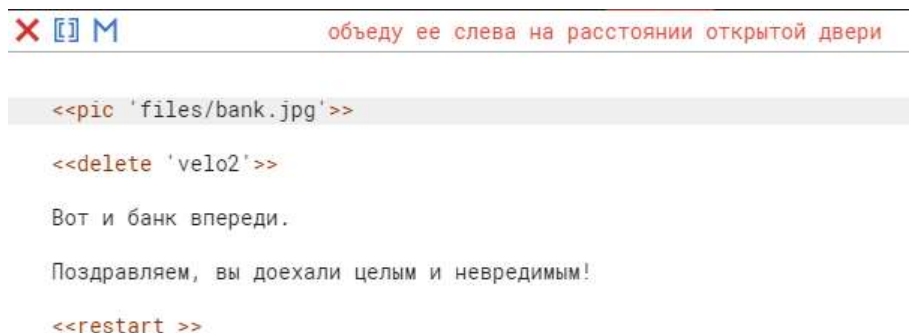 [[]] M объеду ее слева на расстоянии открытой двери
<<pic 'files/bank.jpg'>>
<<delete 'velo2'>>
Вот и банк впереди.
Поздравляем, вы доехали целым и невредимым!
<<restart >>